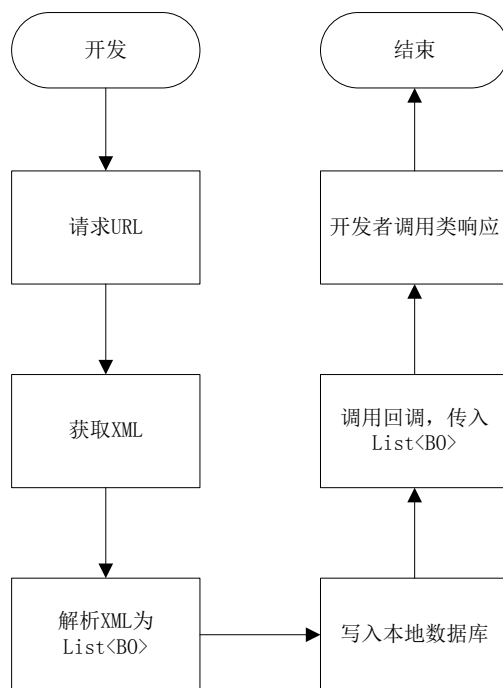 开发
请求URL
获取XML
解析XML为
List<BO>
写入本地数据库
调用回调，传入
List<BO>
开发者调用类响应
结束